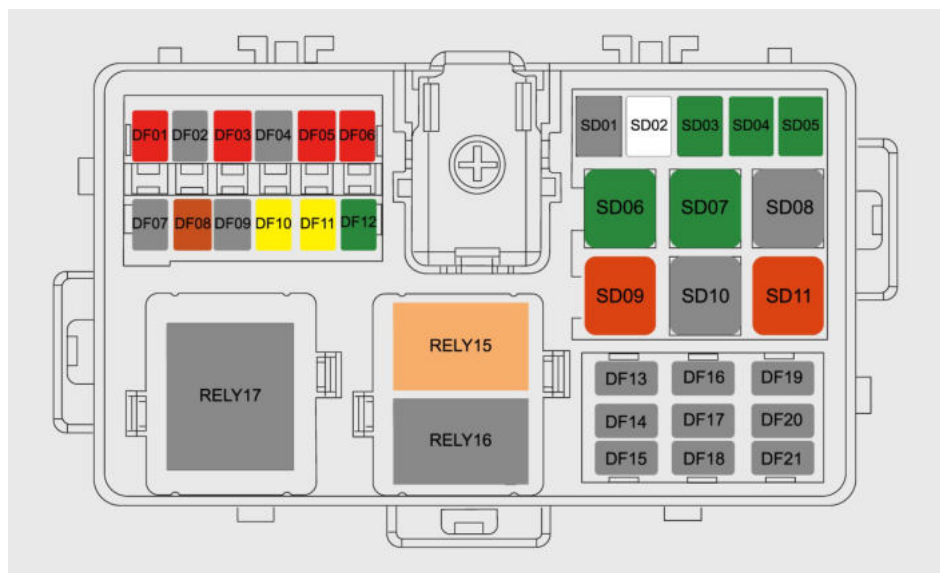 DF01 DF02 DF03 DF04 DF05 DF06
DF07 DF08 DF09 DF10 DF11 DF12
SD01 SD02 SD03 SD04 SD05
SD06 SD07 SD08
SD09 SD10 SD11
RELY17
RELY15
RELY16
DF13 DF16 DF19
DF14 DF17 DF20
DF15 DF18 DF21